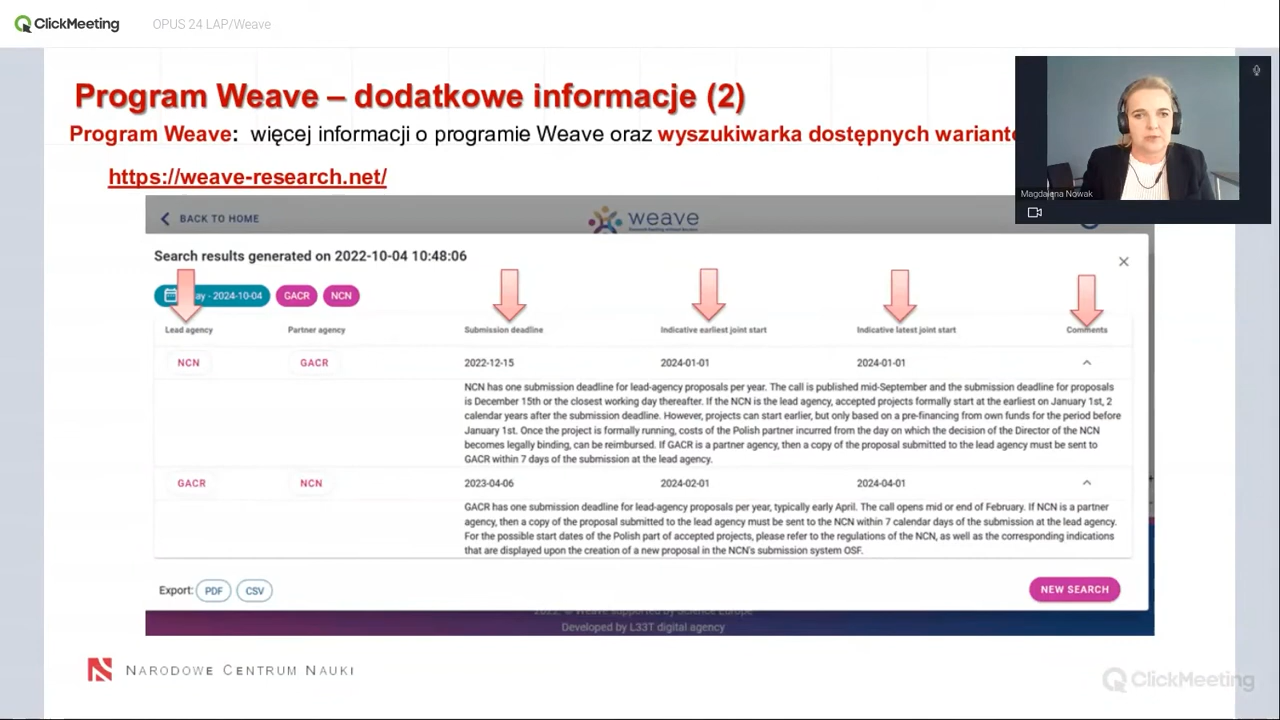 ClickMeeting
OPUS 24 LAP/Weave
Program Weave – dodatkowe informacje (2)
Program Weave: więcej informacji o programie Weave oraz wyszukiwarka dostępnych
https://weave-research.net/
Magdalena Nowak
BACK TO HOME
weave
Search results generated on 2022-10-04 10:48:06
- 2024-10-04
GACR
NCN
Lead agency
Partner agency
Submission deadline
Indicative earliest joint start
Indicative latest joint start
Comments
NCN
GACR
2022-12-15
2024-01-01
2024-01-01
NCN has one submission deadline for lead-agency proposals per year. The call is published mid-September and the submission deadline for proposals
is December 15th or the closest working day thereafter. If the NCN is the lead agency, accepted projects formally start at the earliest on January 1st, 2
calendar years after the submission deadline. However, projects can start earlier, but only based on a pre-financing from own funds for the period before
January 1st. Once the project is formally running, costs of the Polish partner incurred from the day on which the decision of the Director of the NCN
becomes legally binding, can be reimbursed. If GACR is a partner agency, then a copy of the proposal submitted to the lead agency must be sent to
GACR within 7 days of the submission at the lead agency.
GACR
NCN
2023-04-06
2024-02-01
2024-04-01
GACR has one submission deadline for lead-agency proposals per year, typically early April. The call opens mid or end of February. If NCN is a partner
agency, then a copy of the proposal submitted to the lead agency must be sent to the NCN within 7 calendar days of the submission at the lead agency.
For the possible start dates of the Polish part of accepted projects, please refer to the regulations of the NCN, as well as the corresponding indications
that are displayed upon the creation of a new proposal in the NCN's submission system OSF.
Export:
PDF
CSV
NEW SEARCH
2022. © Weave supported by Science Europe
Developed by L33T digital agency
NARODOWE CENTRUM NAUKI
ClickMeeting